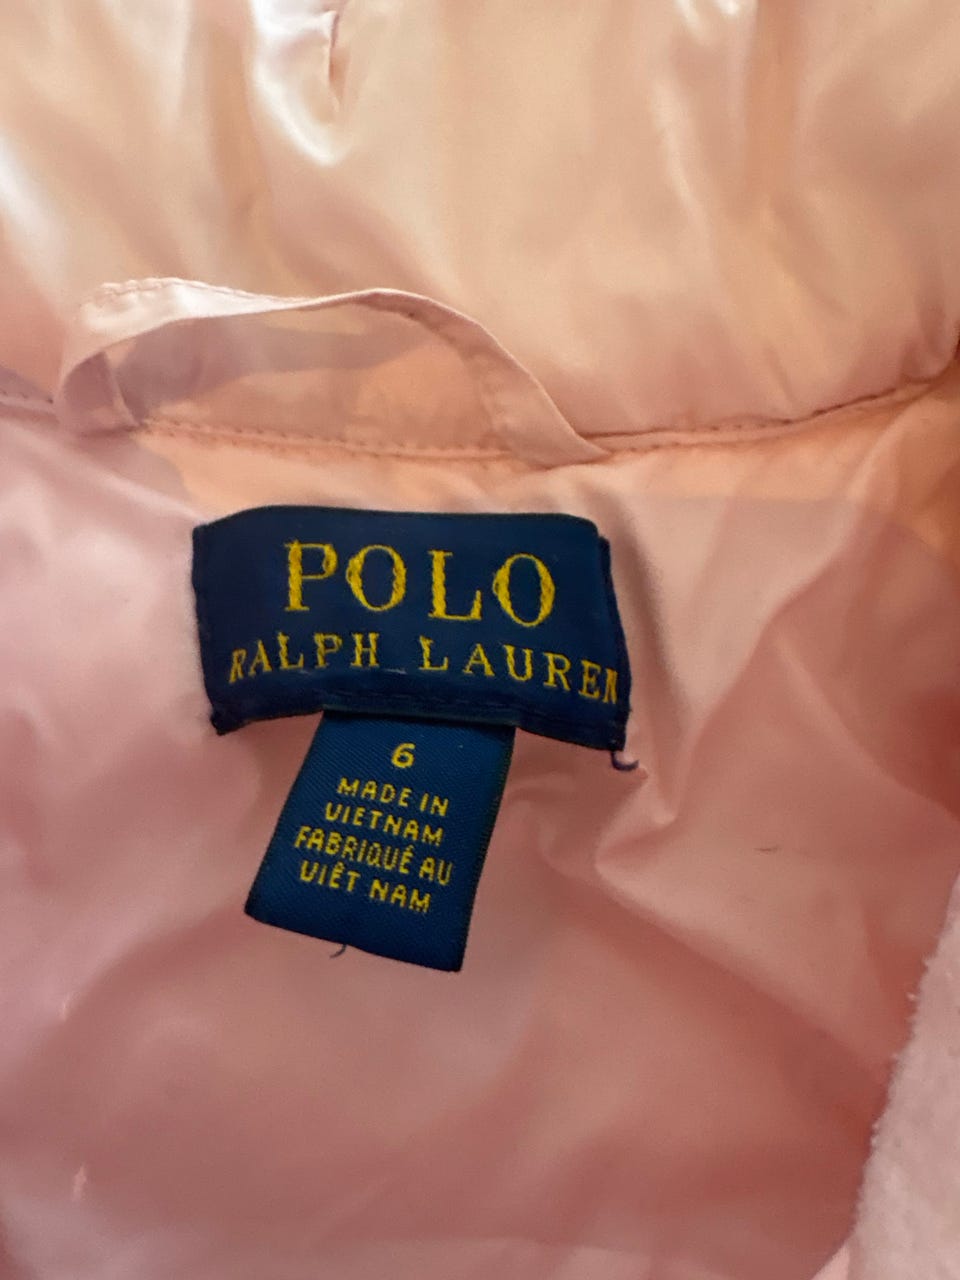 POLO
RALPH LAUREN
6
MADE IN
VIETNAM
FABRIQUÉ AU
VIÊT NAM